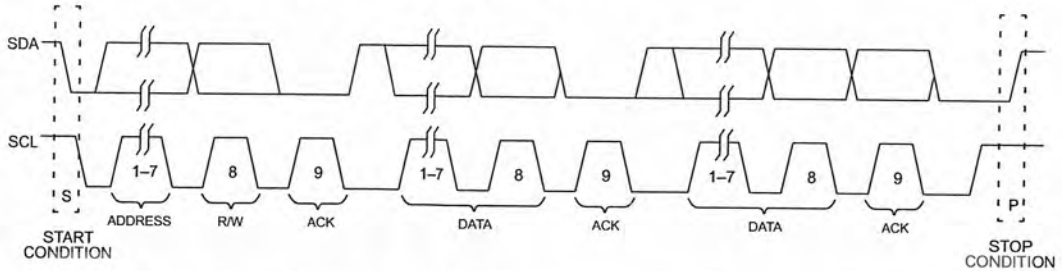 SDA
SCL
1–7 8 9 1–7 8 9 1–7 8 9
S P
ADDRESS R/W ACK DATA ACK DATA ACK
START
CONDITION
STOP
CONDITION